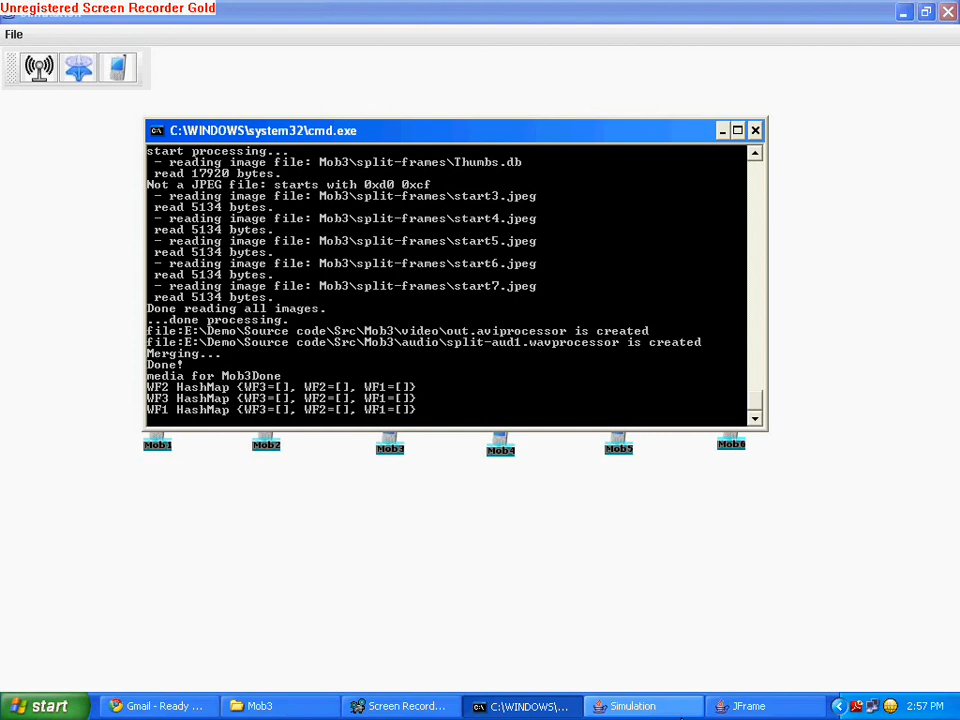 Unregistered Screen Recorder Gold
File
C:\WINDOWS\system32\cmd.exe
start processing...
- reading image file: Mob3\split-frames\Thumbs.db
read 17920 bytes.
Not a JPEG file: starts with 0xd0 0xcf
- reading image file: Mob3\split-frames\start3.jpeg
read 5134 bytes.
- reading image file: Mob3\split-frames\start4.jpeg
read 5134 bytes.
- reading image file: Mob3\split-frames\start5.jpeg
read 5134 bytes.
- reading image file: Mob3\split-frames\start6.jpeg
read 5134 bytes.
- reading image file: Mob3\split-frames\start7.jpeg
read 5134 bytes.
Done reading all images.
...done processing.
file:E:\Demo\Source code\Src\Mob3\video\out.aviprocessor is created
file:E:\Demo\Source code\Src\Mob3\audio\split-aud1.wavprocessor is created
Merging...
Done!
media for Mob3Done
WF2 HashMap {WF3=[], WF2=[], WF1=[]}
WF3 HashMap {WF3=[], WF2=[], WF1=[]}
WF1 HashMap {WF3=[], WF2=[], WF1=[]}
Mob1 Mob2 Mob3 Mob4 Mob5 Mob6
start Gmail - Ready ... Mob3 Screen Record... C:\WINDOWS\... Simulation JFrame 2:57 PM